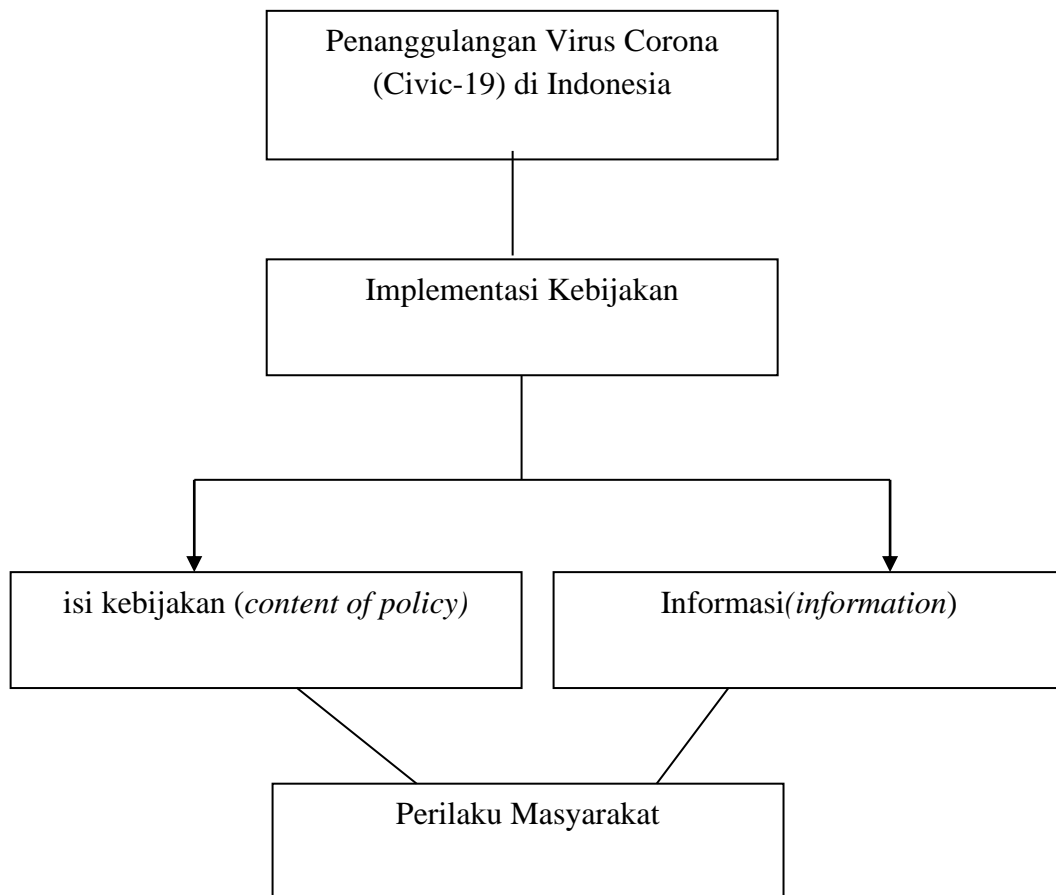 Penanggulangan Virus Corona
(Civic-19) di Indonesia
Implementasi Kebijakan
isi kebijakan (content of policy)
Informasi(information)
Perilaku Masyarakat